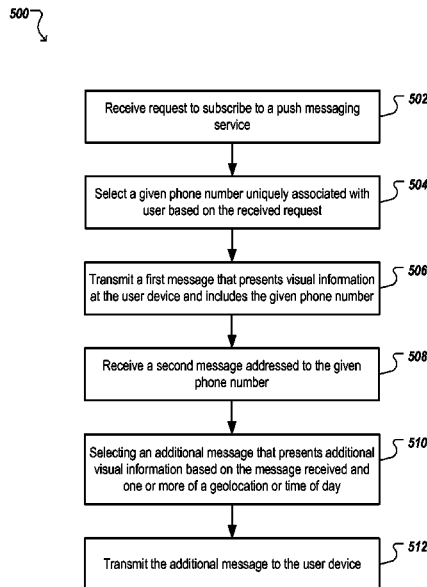 500
Receive request to subscribe to a push messaging
service
502
Select a given phone number uniquely associated with
user based on the received request
504
Transmit a first message that presents visual information
at the user device and includes the given phone number
506
Receive a second message addressed to the given
phone number
508
Selecting an additional message that presents additional
visual information based on the message received and
one or more of a geolocation or time of day
510
Transmit the additional message to the user device
512